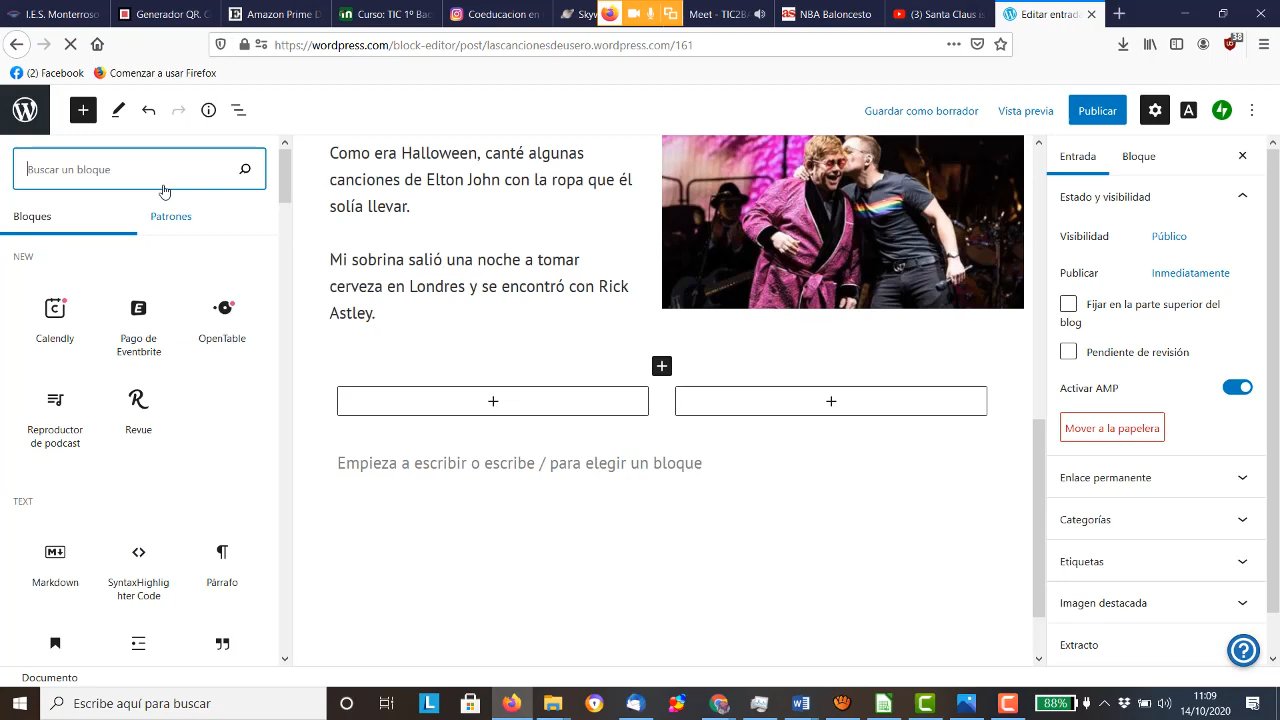 I.E.S. Monterroso
Generador QR: C
Amazon Prime D
Curso TIC? 19? Bac
Coeducacion en
Skyw
Meet - TIC2BA
NBA Baloncesto
(3) Santa Claus is
Editar entrada
https://wordpress.com/block-editor/post/lascancionesdeusero.wordpress.com/161
38
(2) Facebook
Comenzar a usar Firefox
Guardar como borrador
Vista previa
Publicar
A
Buscar un bloque
Bloques
Patrones
NEW
Calendly
Pago de
Eventbrite
OpenTable
Reproductor
de podcast
Revue
TEXT
Markdown
SyntaxHighlig
hter Code
Párrafo
Como era Halloween, canté algunas
canciones de Elton John con la ropa que él
solía llevar.
Mi sobrina salió una noche a tomar
cerveza en Londres y se encontró con Rick
Astley.
Empieza a escribir o escribe / para elegir un bloque
Entrada
Bloque
Estado y visibilidad
Visibilidad
Público
Publicar
Inmediatamente
Fijar en la parte superior del
blog
Pendiente de revisión
Activar AMP
Mover a la papelera
Enlace permanente
Categorías
Etiquetas
Imagen destacada
Extracto
Documento
Escribe aquí para buscar
88%
11:09
14/10/2020